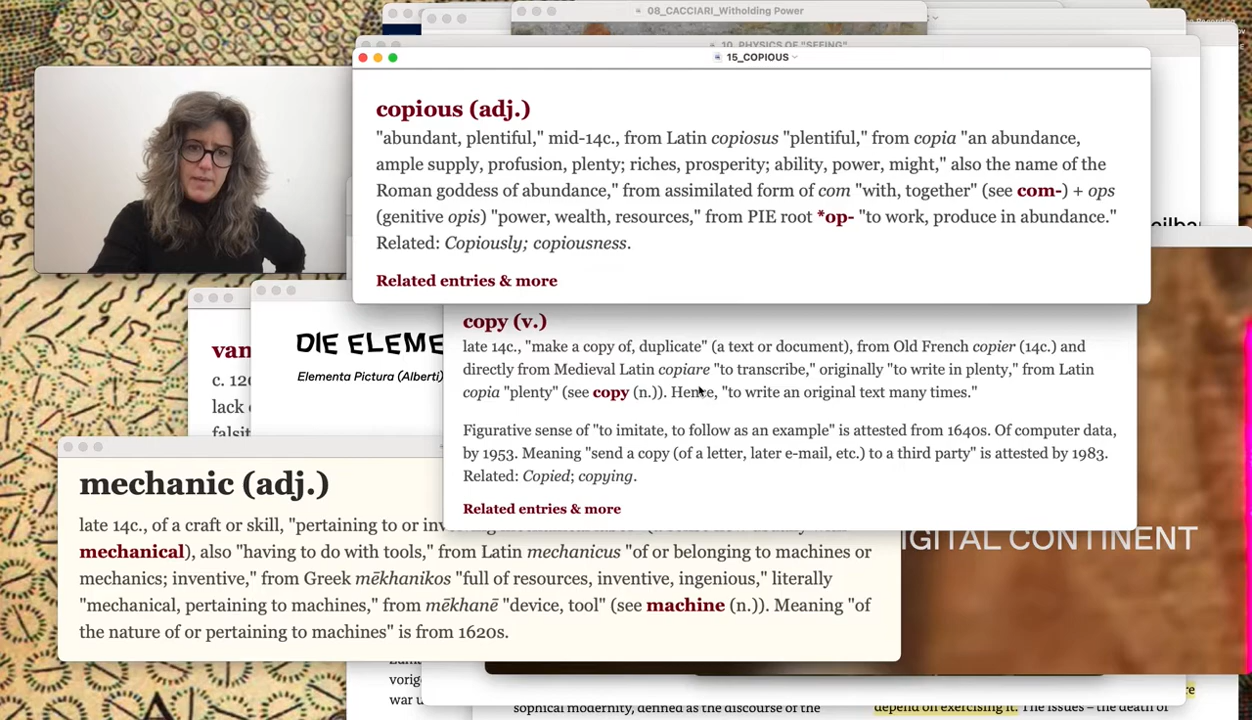 08_CACCIARI_Witholding Power
10_PHYSICS OF "SEEING"
15_COPIOUS
copious (adj.)
"abundant, plentiful," mid-14c., from Latin copiosus "plentiful," from copia "an abundance,
ample supply, profusion, plenty; riches, prosperity; ability, power, might," also the name of the
Roman goddess of abundance," from assimilated form of com "with, together" (see com-) + ops
(genitive opis) "power, wealth, resources," from PIE root *op- "to work, produce in abundance."
Related: Copiously; copiousness.
Related entries & more
copy (v.)
late 14c., "make a copy of, duplicate" (a text or document), from Old French copier (14c.) and
directly from Medieval Latin copiare "to transcribe," originally "to write in plenty," from Latin
copia "plenty" (see copy (n.)). Hence, "to write an original text many times."
Figurative sense of "to imitate, to follow as an example" is attested from 1640s. Of computer data,
by 1953. Meaning "send a copy (of a letter, later e-mail, etc.) to a third party" is attested by 1983.
Related: Copied; copying.
Related entries & more
van
c. 12
lack
falsit
DIE ELEME
Elementa Pictura (Alberti)
mechanic (adj.)
late 14c., of a craft or skill, "pertaining to or inv
mechanical), also "having to do with tools," from Latin mechanicus "of or belonging to machines or
mechanics; inventive," from Greek mēkhanikos "full of resources, inventive, ingenious," literally
"mechanical, pertaining to machines," from mēkhanē "device, tool" (see machine (n.)). Meaning "of
the nature of or pertaining to machines" is from 1620s.
IGITAL CONTINENT
vorig
war u
sophical modernity, defined as the discourse of the
depend on exercising it. The issues – the death of